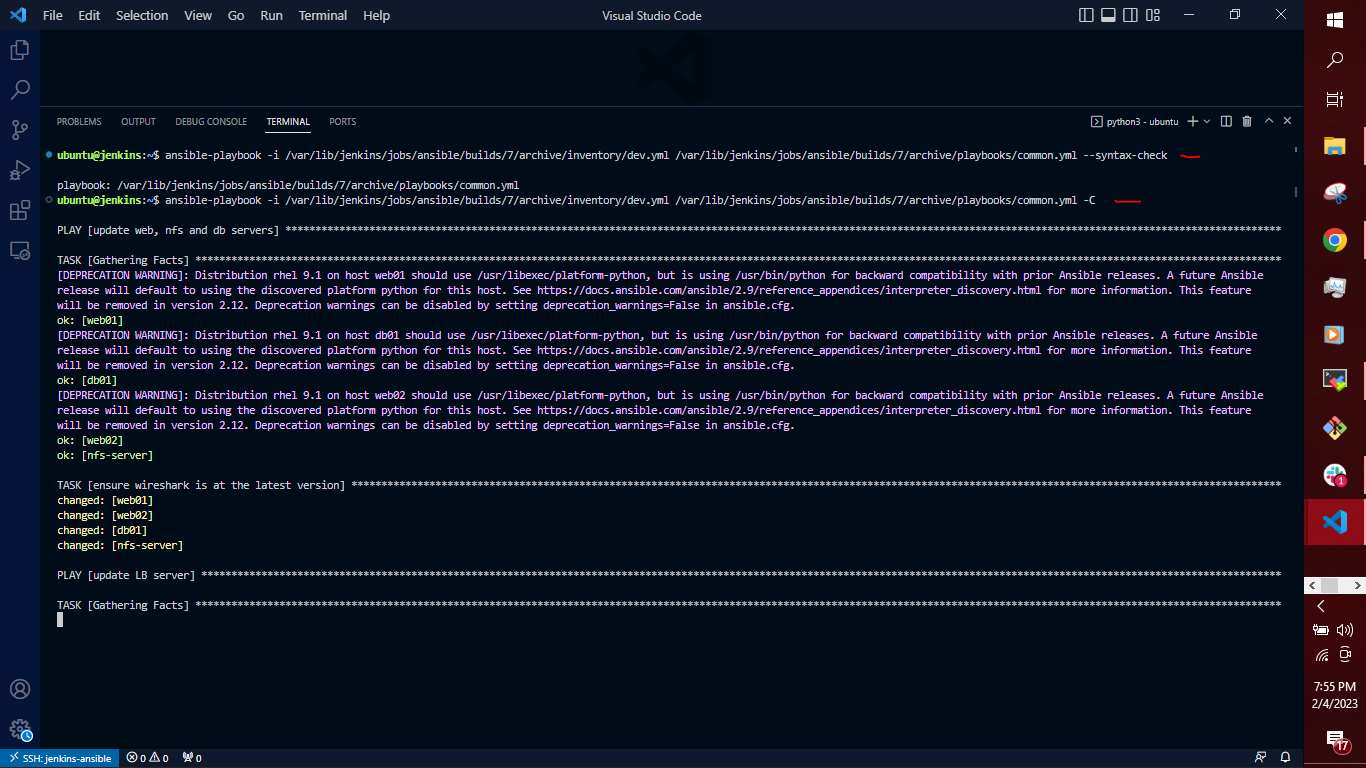 File Edit Selection View Go Run Terminal Help Visual Studio Code
PROBLEMS OUTPUT DEBUG CONSOLE TERMINAL PORTS python3 - ubuntu
ubuntu@jenkins:~$ ansible-playbook -i /var/lib/jenkins/jobs/ansible/builds/7/archive/inventory/dev.yml /var/lib/jenkins/jobs/ansible/builds/7/archive/playbooks/common.yml --syntax-check
playbook: /var/lib/jenkins/jobs/ansible/builds/7/archive/playbooks/common.yml
ubuntu@jenkins:~$ ansible-playbook -i /var/lib/jenkins/jobs/ansible/builds/7/archive/inventory/dev.yml /var/lib/jenkins/jobs/ansible/builds/7/archive/playbooks/common.yml -C
PLAY [update web, nfs and db servers] **********************************************************************
TASK [Gathering Facts] **********************************************************************
[DEPRECATION WARNING]: Distribution rhel 9.1 on host web01 should use /usr/libexec/platform-python, but is using /usr/bin/python for backward compatibility with prior Ansible releases. A future Ansible
release will default to using the discovered platform python for this host. See https://docs.ansible.com/ansible/2.9/reference_appendices/interpreter_discovery.html for more information. This feature
will be removed in version 2.12. Deprecation warnings can be disabled by setting deprecation_warnings=False in ansible.cfg.
ok: [web01]
[DEPRECATION WARNING]: Distribution rhel 9.1 on host db01 should use /usr/libexec/platform-python, but is using /usr/bin/python for backward compatibility with prior Ansible releases. A future Ansible
release will default to using the discovered platform python for this host. See https://docs.ansible.com/ansible/2.9/reference_appendices/interpreter_discovery.html for more information. This feature
will be removed in version 2.12. Deprecation warnings can be disabled by setting deprecation_warnings=False in ansible.cfg.
ok: [db01]
[DEPRECATION WARNING]: Distribution rhel 9.1 on host web02 should use /usr/libexec/platform-python, but is using /usr/bin/python for backward compatibility with prior Ansible releases. A future Ansible
release will default to using the discovered platform python for this host. See https://docs.ansible.com/ansible/2.9/reference_appendices/interpreter_discovery.html for more information. This feature
will be removed in version 2.12. Deprecation warnings can be disabled by setting deprecation_warnings=False in ansible.cfg.
ok: [web02]
ok: [nfs-server]
TASK [ensure wireshark is at the latest version] **********************************************************************
changed: [web01]
changed: [web02]
changed: [db01]
changed: [nfs-server]
PLAY [update LB server] **********************************************************************
TASK [Gathering Facts] **********************************************************************
SSH: jenkins-ansible 0 0 0
1
7:55 PM
2/4/2023
17